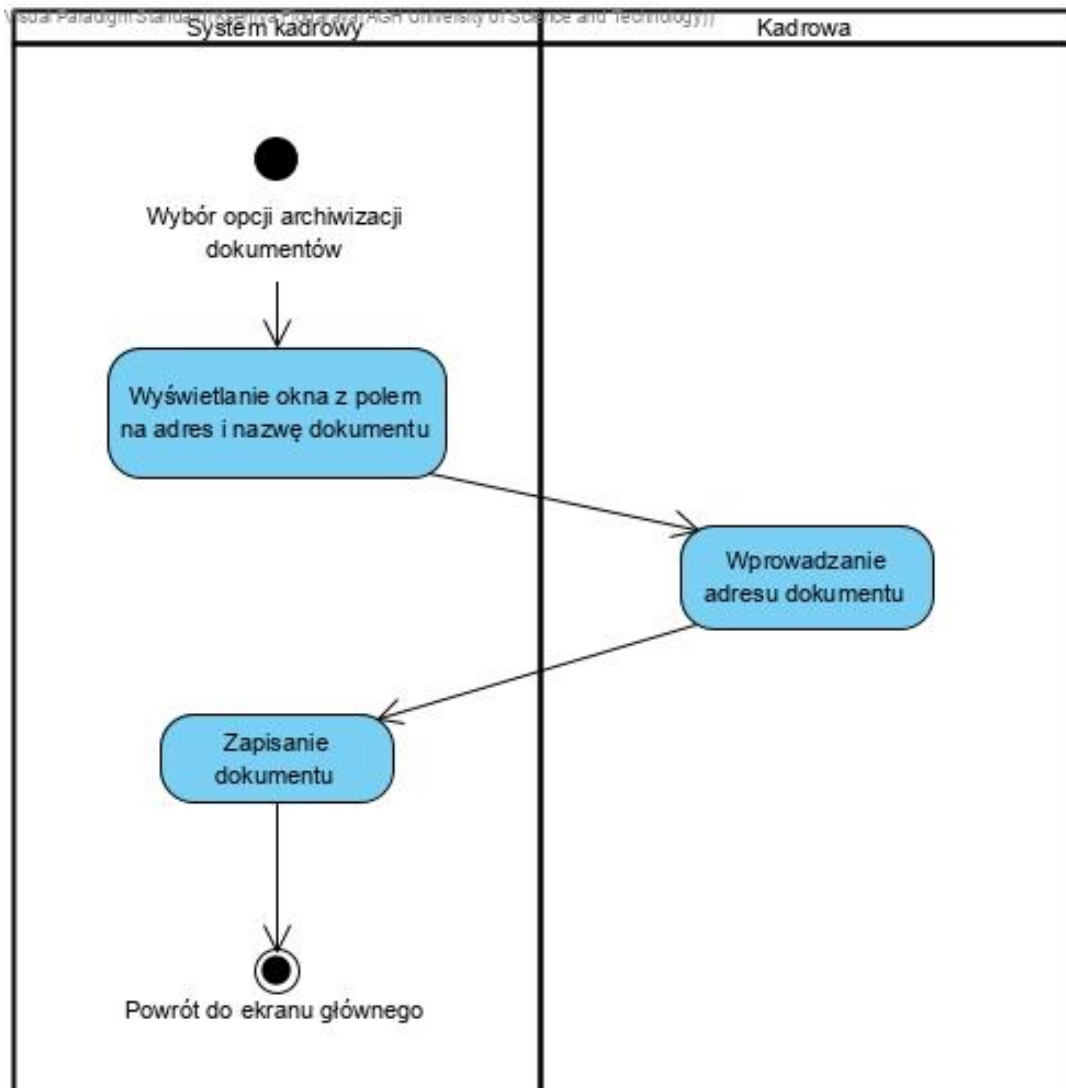 Visual Paradigm Standard
(AGH University of Science and Technology))
System kadrowy
Kadrowa
Wybór opcji archiwizacji
dokumentów
Wyświetlanie okna z polem
na adres i nazwę dokumentu
Wprowadzanie
adresu dokumentu
Zapisanie
dokumentu
Powrót do ekranu głównego